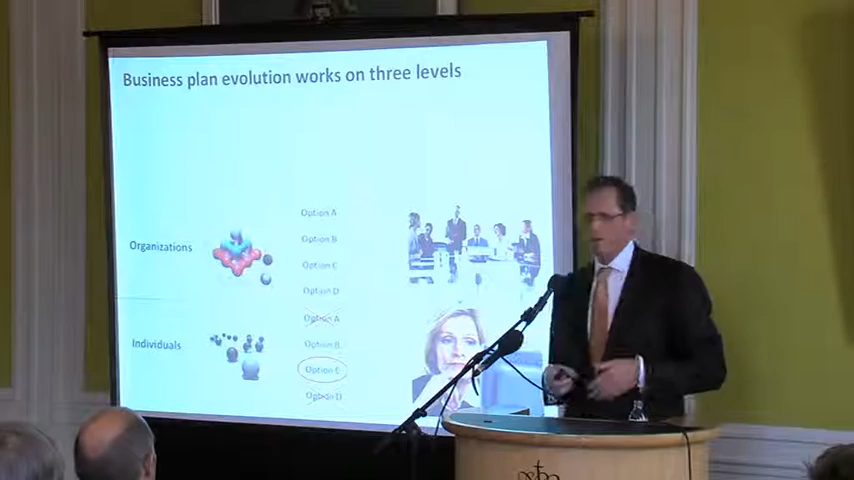 Business plan evolution works on three levels
Option A
Option B
Organizations
Option C
Option D
Option A
Individuals
Option B
Option C
Option D